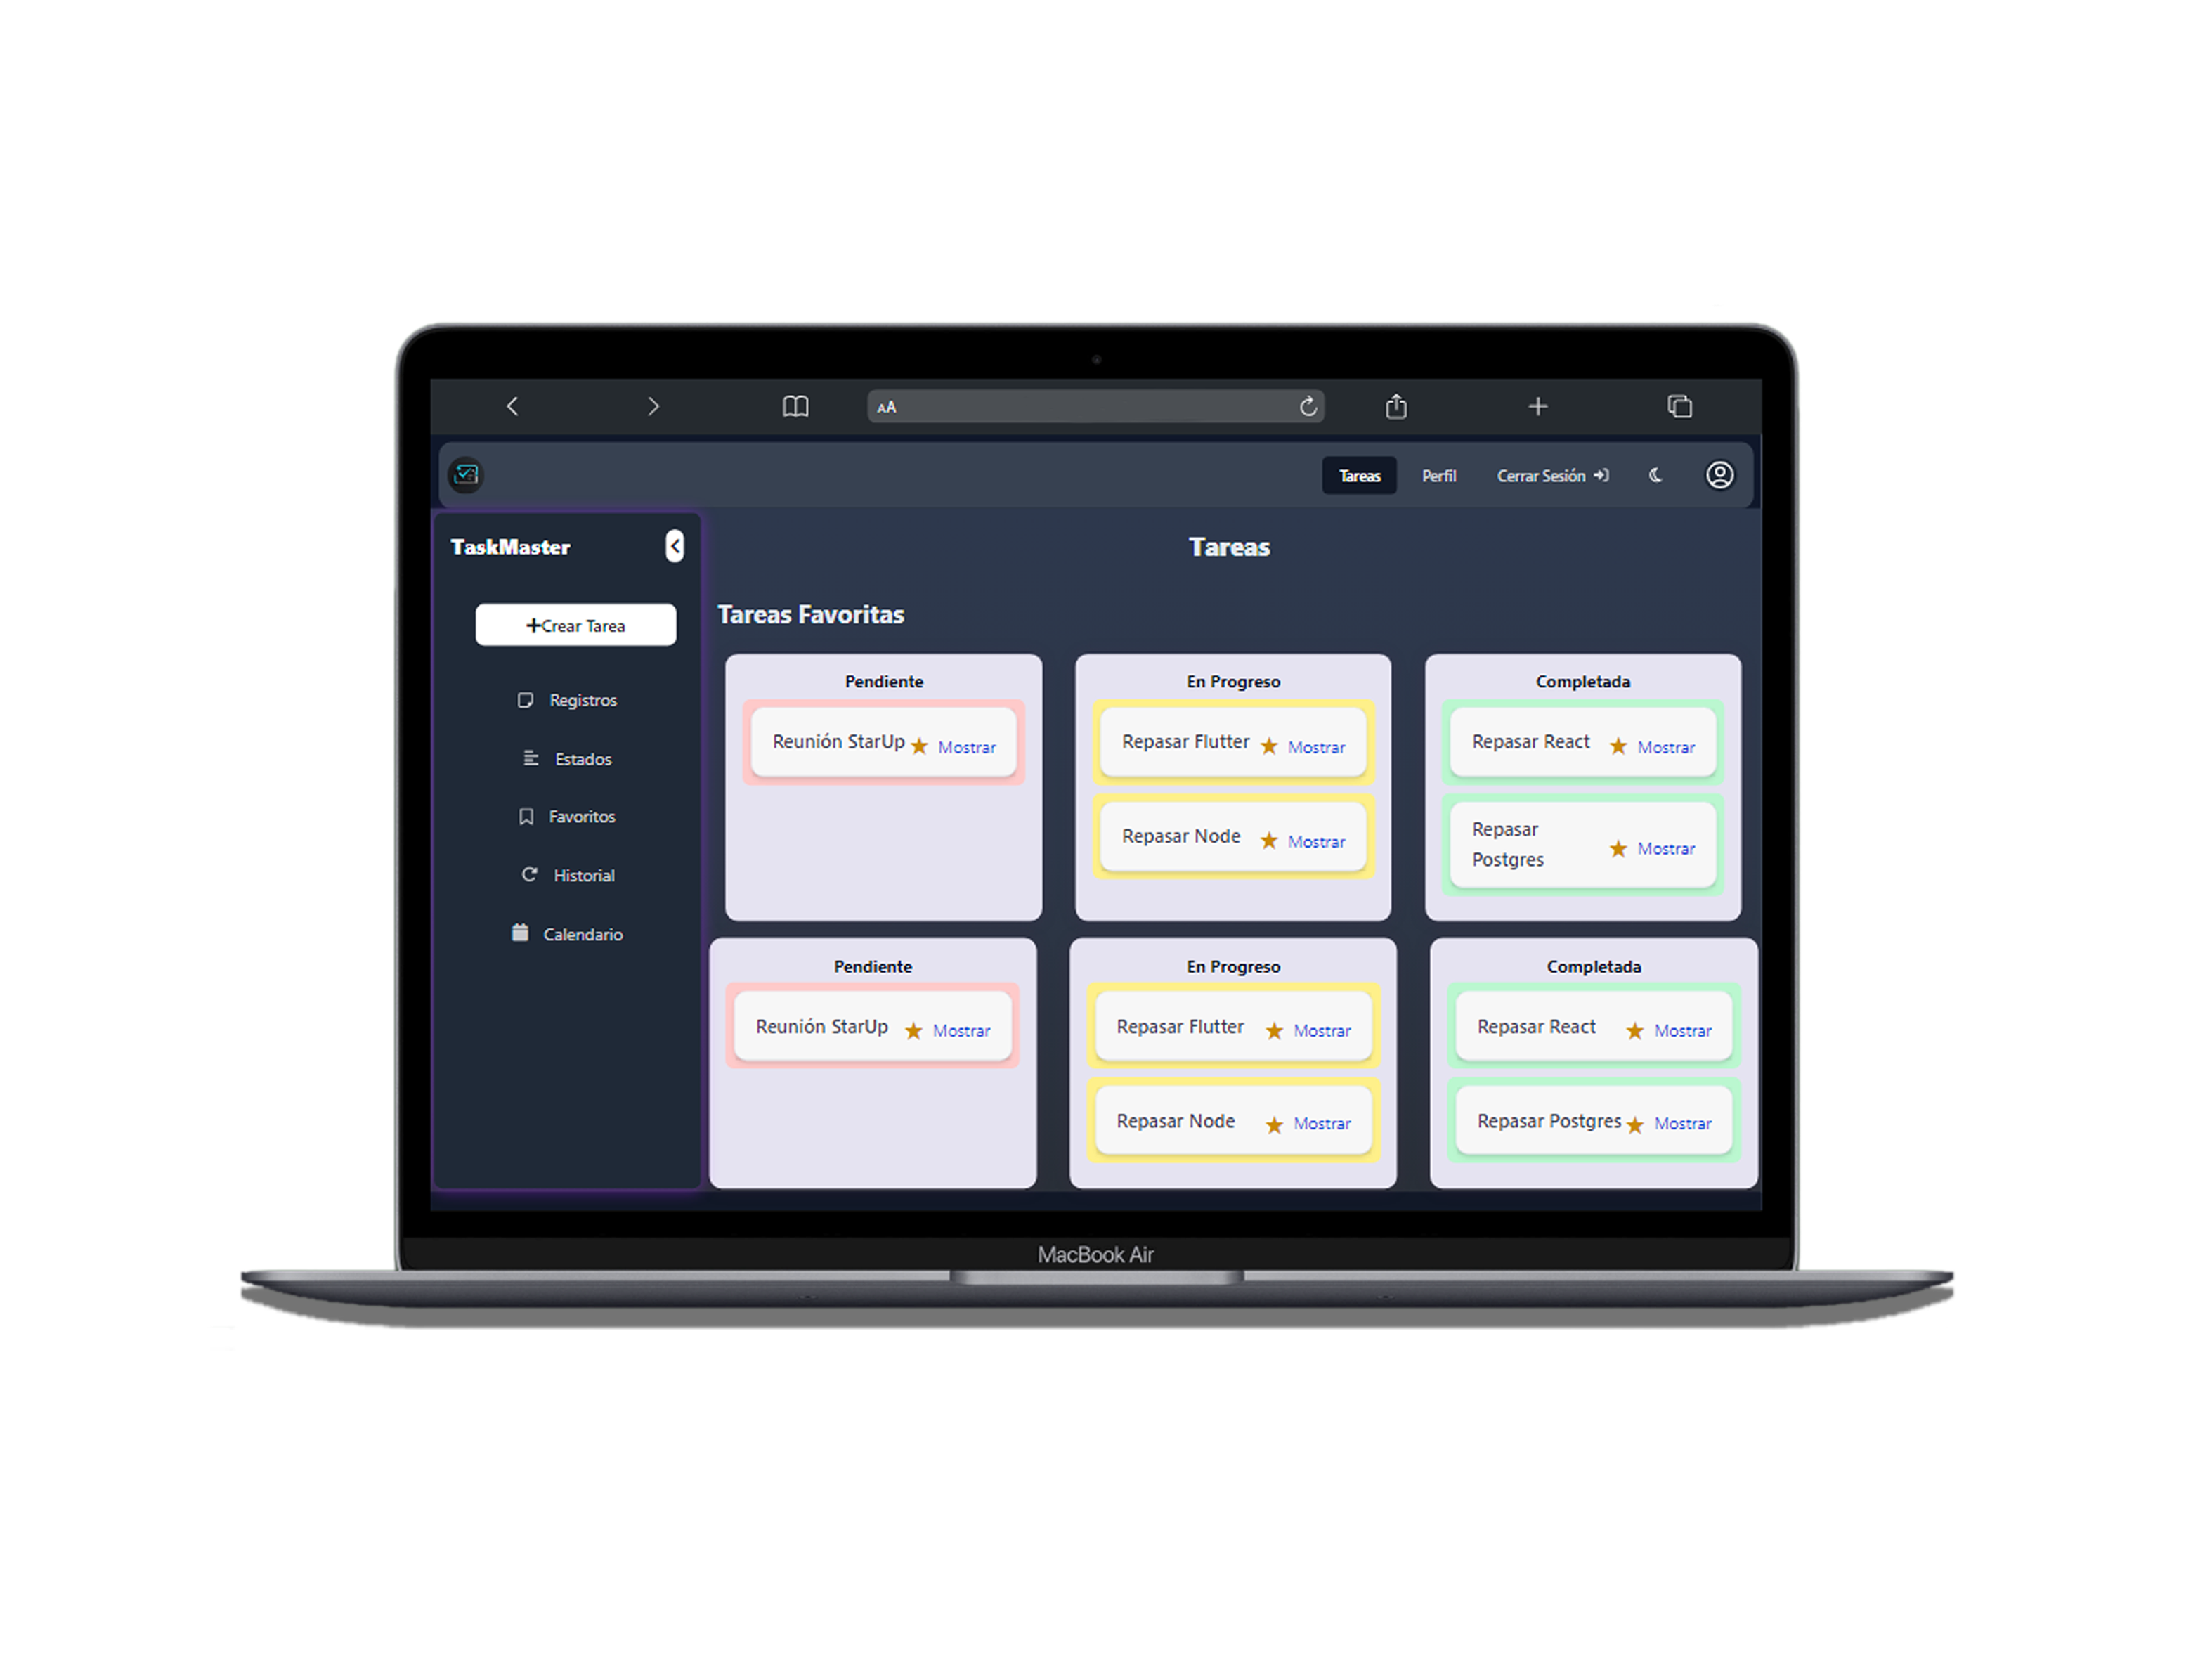 AA
Tareas
Perfil
Cerrar Sesión
TaskMaster
Crear Tarea
Registros
Estados
Favoritos
Historial
Calendario
Tareas
Tareas Favoritas
Pendiente
Reunión StarUp
Mostrar
En Progreso
Repasar Flutter
Mostrar
Repasar Node
Mostrar
Completada
Repasar React
Mostrar
Repasar
Postgres
Mostrar
Pendiente
Reunión StarUp
Mostrar
En Progreso
Repasar Flutter
Mostrar
Repasar Node
Mostrar
Completada
Repasar React
Mostrar
Repasar Postgres
Mostrar
MacBook Air